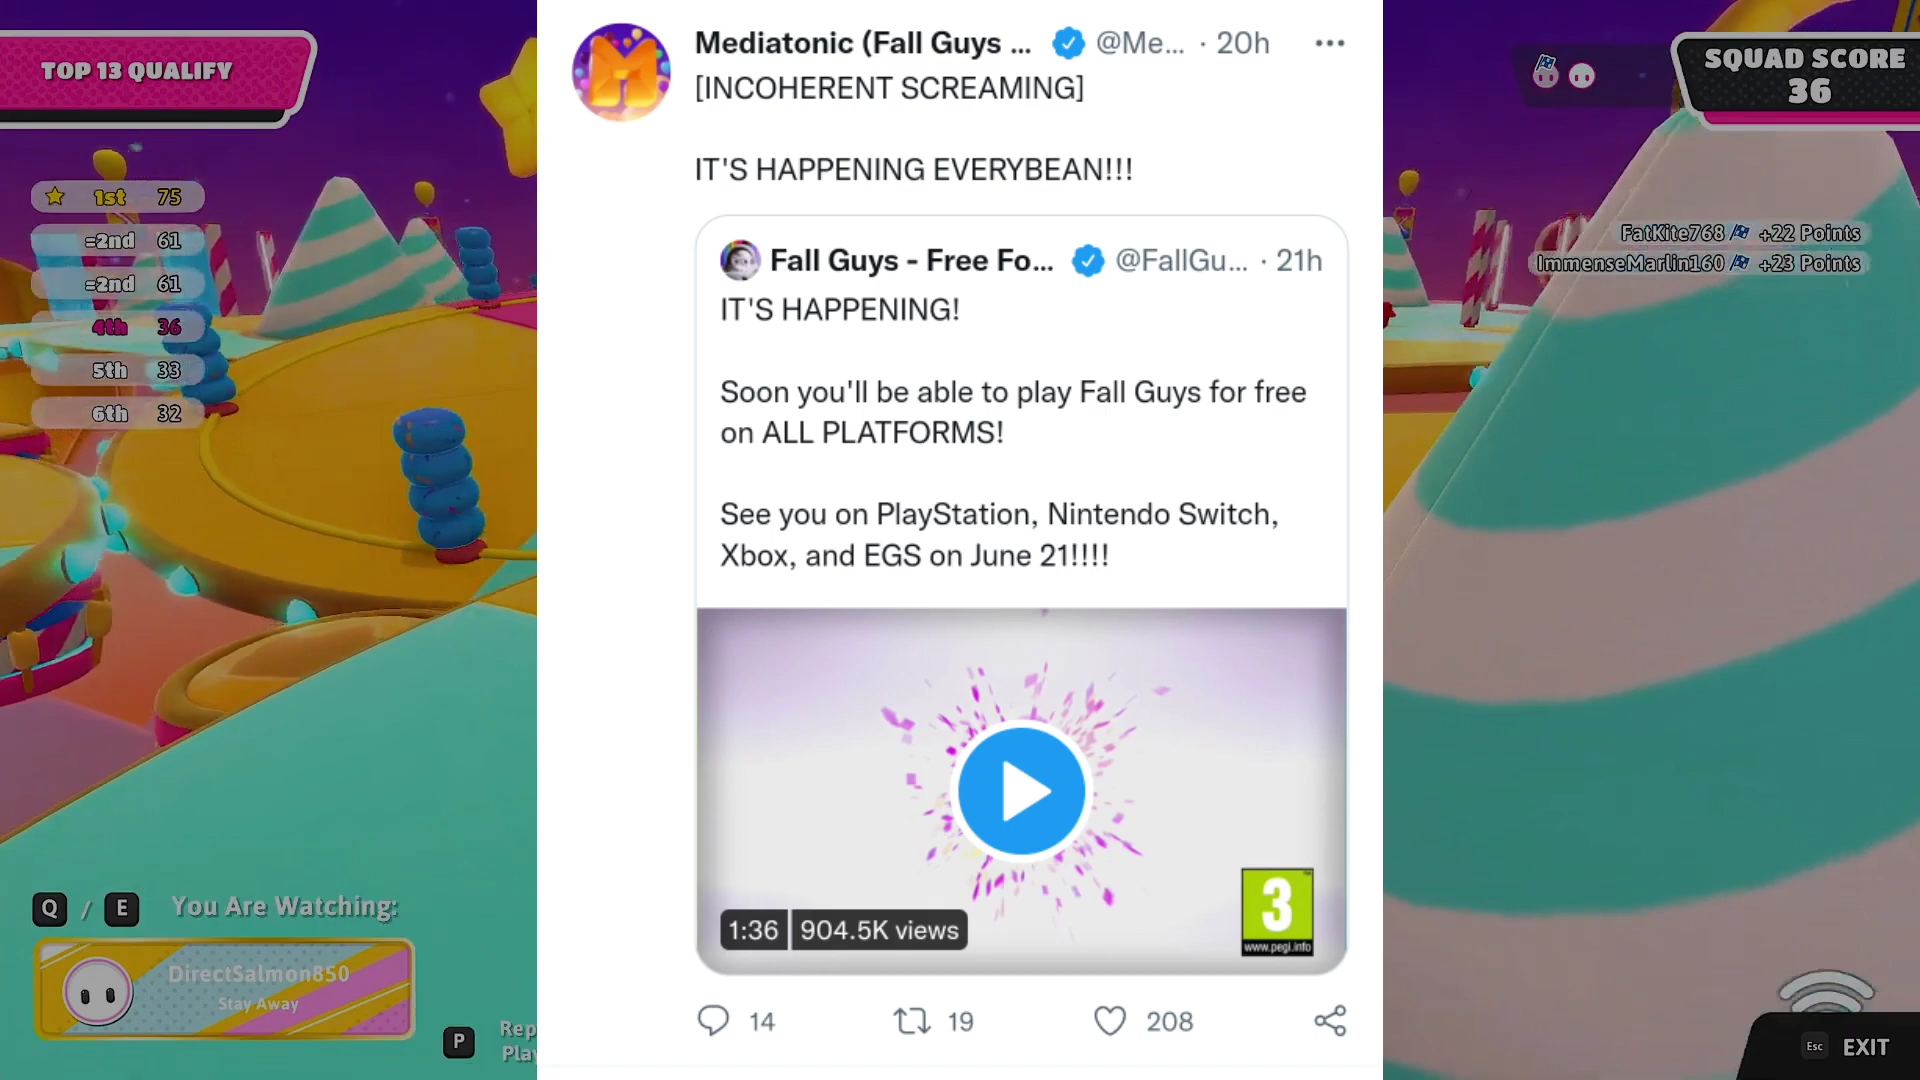 TOP 13 QUALIFY
1st 75
=2nd 61
=2nd 61
4th 36
5th 33
6th 32
Q / E You Are Watching:
DirectSalmon850
Stay Away
P
Rep
Pla
Mediatonic (Fall Guys ... @Me... · 20h
[INCOHERENT SCREAMING]
IT'S HAPPENING EVERYBEAN!!!
Fall Guys - Free Fo... @FallGu... · 21h
IT'S HAPPENING!
Soon you'll be able to play Fall Guys for free
on ALL PLATFORMS!
See you on PlayStation, Nintendo Switch,
Xbox, and EGS on June 21!!!!
1:36 904.5K views
3
www.pegi.info
14 19 208
SQUAD SCORE
36
FatKite768 +22 Points
ImmenseMarlin160 +23 Points
Esc EXIT